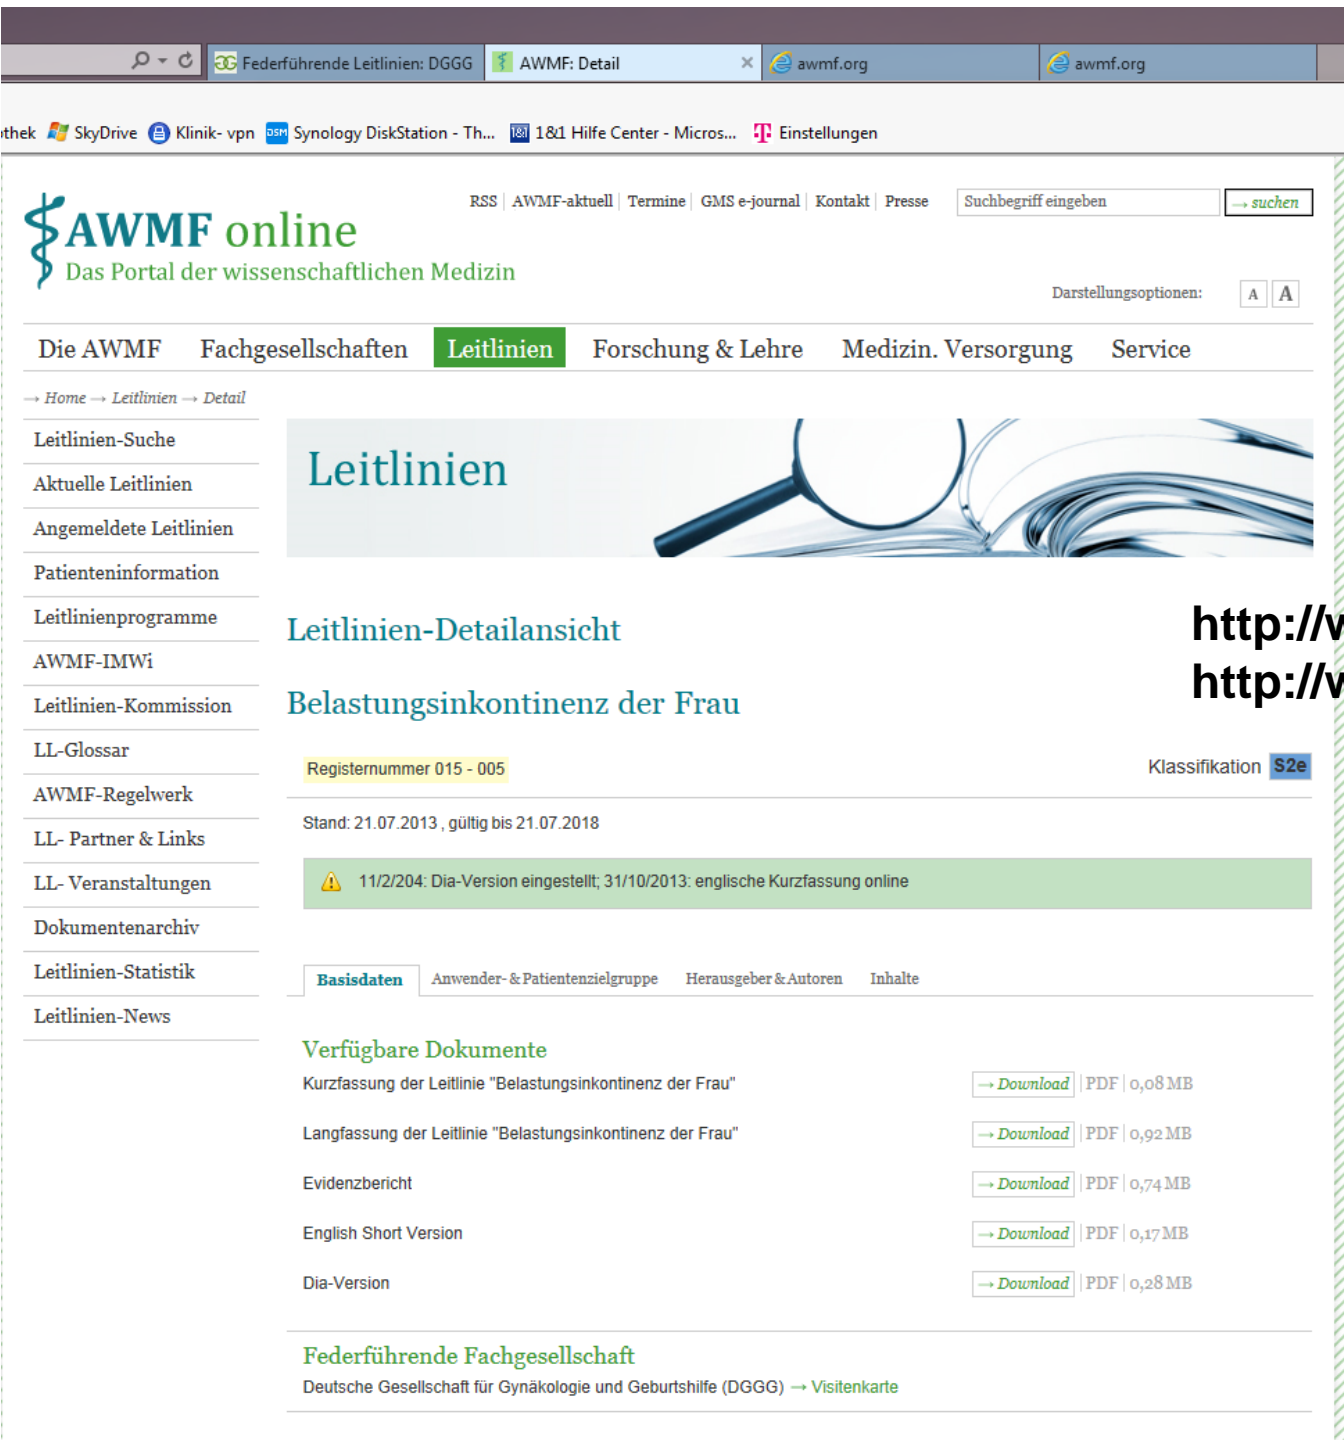 Federführende Leitlinien: DGGG
AWMF: Detail
awmf.org
awmf.org
SkyDrive
Klinik- vpn
Synology DiskStation - Th...
1&1 Hilfe Center - Micros...
Einstellungen
RSS | AWMF-aktuell | Termine | GMS e-journal | Kontakt | Presse
Suchbegriff eingeben
→ suchen
AWMF online
Das Portal der wissenschaftlichen Medizin
Darstellungsoptionen: A A
Die AWMF Fachgesellschaften Leitlinien Forschung & Lehre Medizin. Versorgung Service
→ Home → Leitlinien → Detail
Leitlinien-Suche
Aktuelle Leitlinien
Angemeldete Leitlinien
Patienteninformation
Leitlinienprogramme
AWMF-IMWi
Leitlinien-Kommission
LL-Glossar
AWMF-Regelwerk
LL- Partner & Links
LL- Veranstaltungen
Dokumentenarchiv
Leitlinien-Statistik
Leitlinien-News
Leitlinien
Leitlinien-Detailansicht
http://
http://
Belastungsinkontinenz der Frau
Registernummer 015 - 005
Klassifikation S2e
Stand: 21.07.2013 , gültig bis 21.07.2018
11/2/204: Dia-Version eingestellt; 31/10/2013: englische Kurzfassung online
Basisdaten Anwender- & Patientenzielgruppe Herausgeber & Autoren Inhalte
Verfügbare Dokumente
Kurzfassung der Leitlinie "Belastungsinkontinenz der Frau" → Download | PDF | 0,08 MB
Langfassung der Leitlinie "Belastungsinkontinenz der Frau" → Download | PDF | 0,92 MB
Evidenzbericht → Download | PDF | 0,74 MB
English Short Version → Download | PDF | 0,17 MB
Dia-Version → Download | PDF | 0,28 MB
Federführende Fachgesellschaft
Deutsche Gesellschaft für Gynäkologie und Geburtshilfe (DGGG) → Visitenkarte